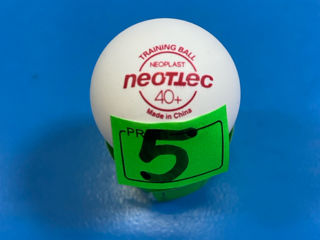 TRAINING BALL
NEOPLAST
neottec
40+
Made in China
PR
5